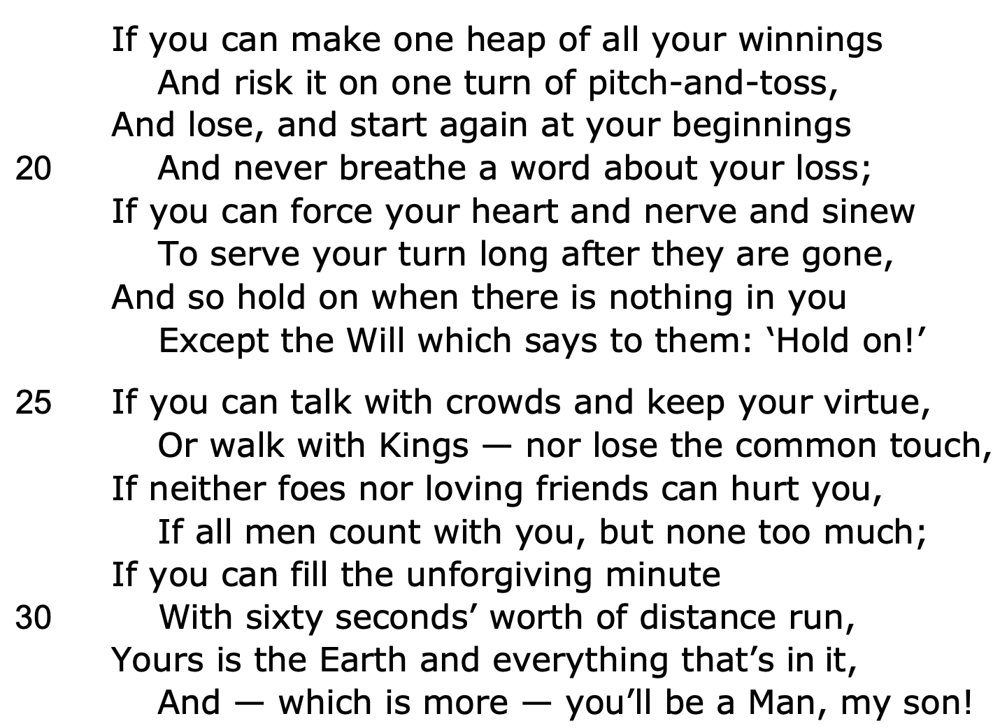 If you can make one heap of all your winnings
And risk it on one turn of pitch-and-toss,
And lose, and start again at your beginnings
20 And never breathe a word about your loss;
If you can force your heart and nerve and sinew
To serve your turn long after they are gone,
And so hold on when there is nothing in you
Except the Will which says to them: ‘Hold on!’
25 If you can talk with crowds and keep your virtue,
Or walk with Kings — nor lose the common touch,
If neither foes nor loving friends can hurt you,
If all men count with you, but none too much;
If you can fill the unforgiving minute
30 With sixty seconds’ worth of distance run,
Yours is the Earth and everything that’s in it,
And — which is more — you’ll be a Man, my son!